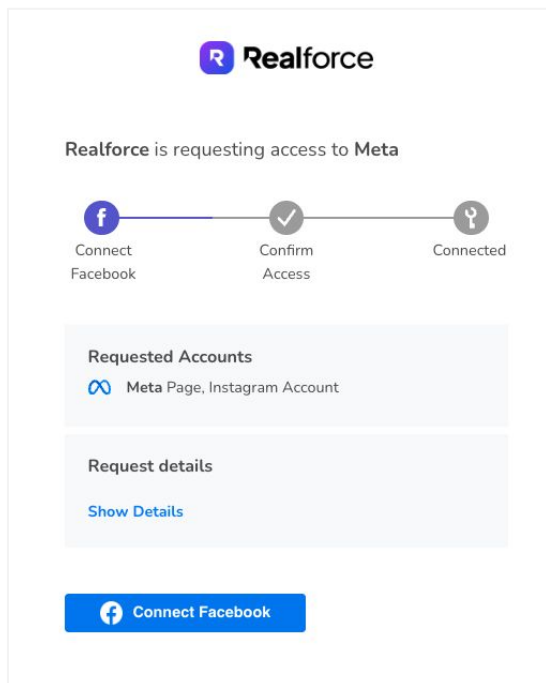 Realforce
Realforce is requesting access to Meta
Connect
Facebook
Confirm
Access
Connected
Requested Accounts
Meta Page, Instagram Account
Request details
Show Details
Connect Facebook